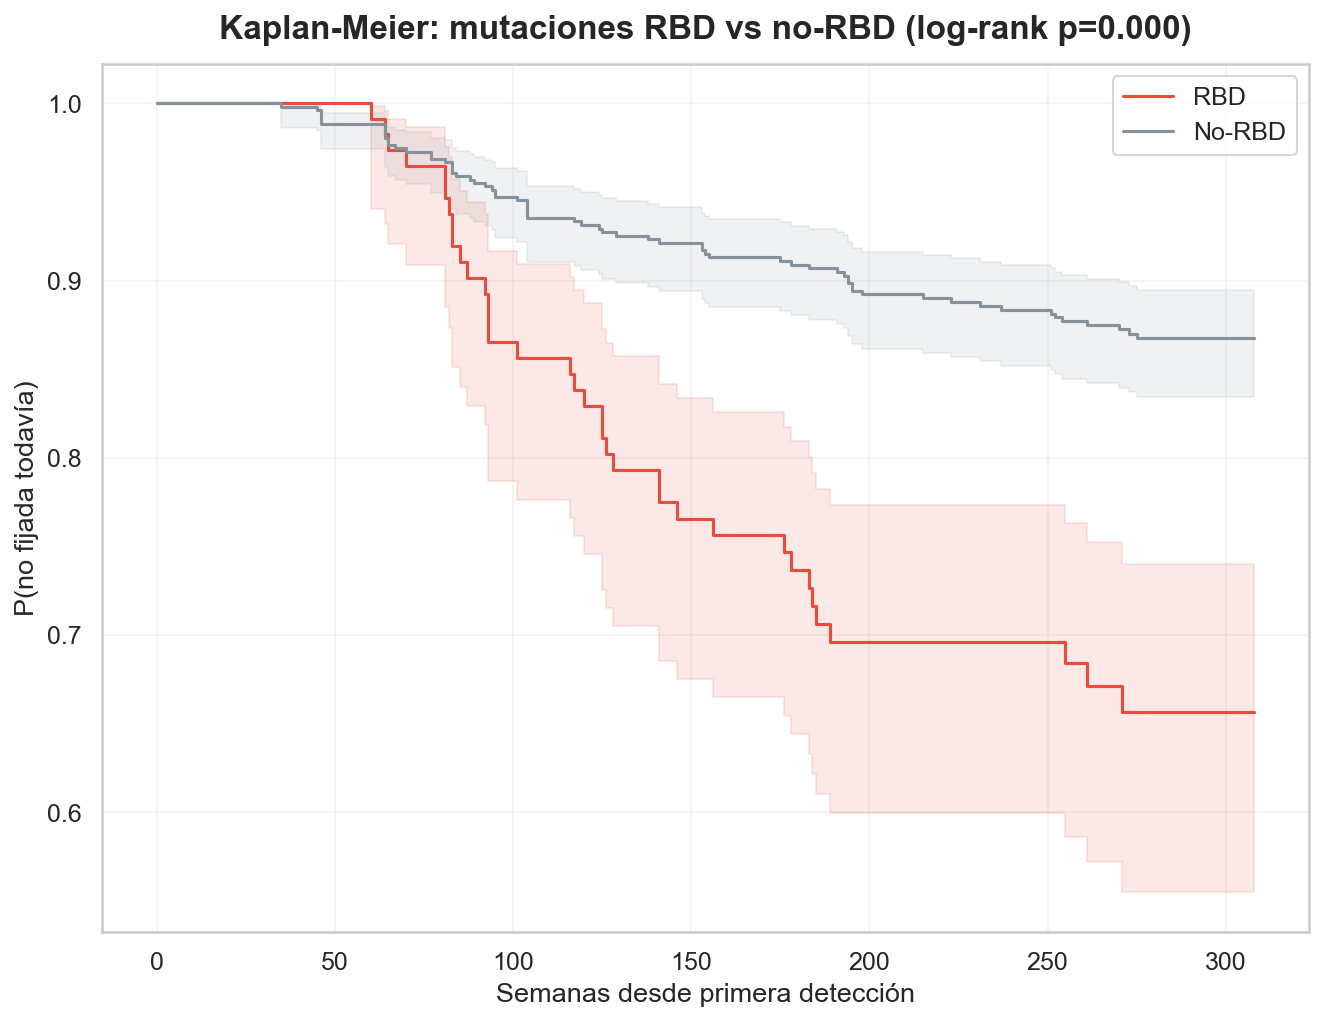 Kaplan-Meier: mutaciones RBD vs no-RBD (log-rank p=0.000)
RBD
No-RBD
P(no fijada todavía)
1.0
0.9
0.8
0.7
0.6
0 50 100 150 200 250 300
Semanas desde primera detección